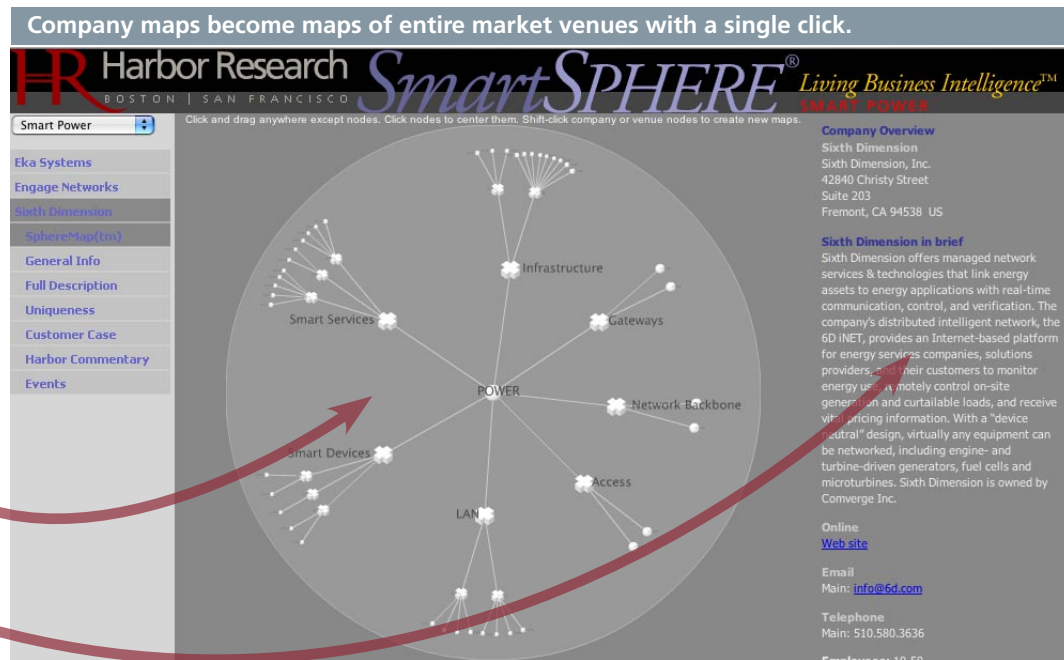 Company maps become maps of entire market venues with a single click.
HR Harbor Research
BOSTON | SAN FRANCISCO
SmartSPHERE®
Living Business Intelligence™
SMART POWER
Smart Power
Click and drag anywhere except nodes. Click nodes to center them. Shift-click company or venue nodes to create new maps.
Eka Systems
Engage Networks
Sixth Dimension
SphereMap(tm)
General Info
Full Description
Uniqueness
Customer Case
Harbor Commentary
Events
Infrastructure
Smart Services
Gateways
POWER
Network Backbone
Smart Devices
Access
LAN
Company Overview
Sixth Dimension
Sixth Dimension, Inc.
42840 Christy Street
Suite 203
Fremont, CA 94538 US
Sixth Dimension in brief
Sixth Dimension offers managed network
services & technologies that link energy
assets to energy applications with real-time
communication, control, and verification. The
company's distributed intelligent network, the
6D iNET, provides an Internet-based platform
for energy services companies, solutions
providers, and their customers to monitor
energy use, remotely control on-site
generation and curtailable loads, and receive
vital pricing information. With a "device
neutral" design, virtually any equipment can
be networked, including engine- and
turbine-driven generators, fuel cells and
microturbines. Sixth Dimension is owned by
Comverge Inc.
Online
Web site
Email
Main: info@6d.com
Telephone
Main: 510.580.3636